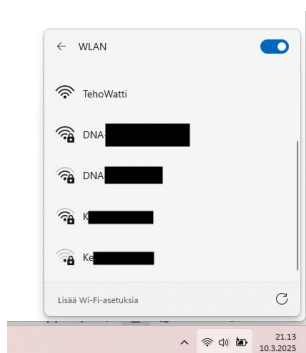 WLAN
TehoWatti
DNA
DNA
K
Ke
Lisää Wi-Fi-asetuksia
21.13
10.3.2025